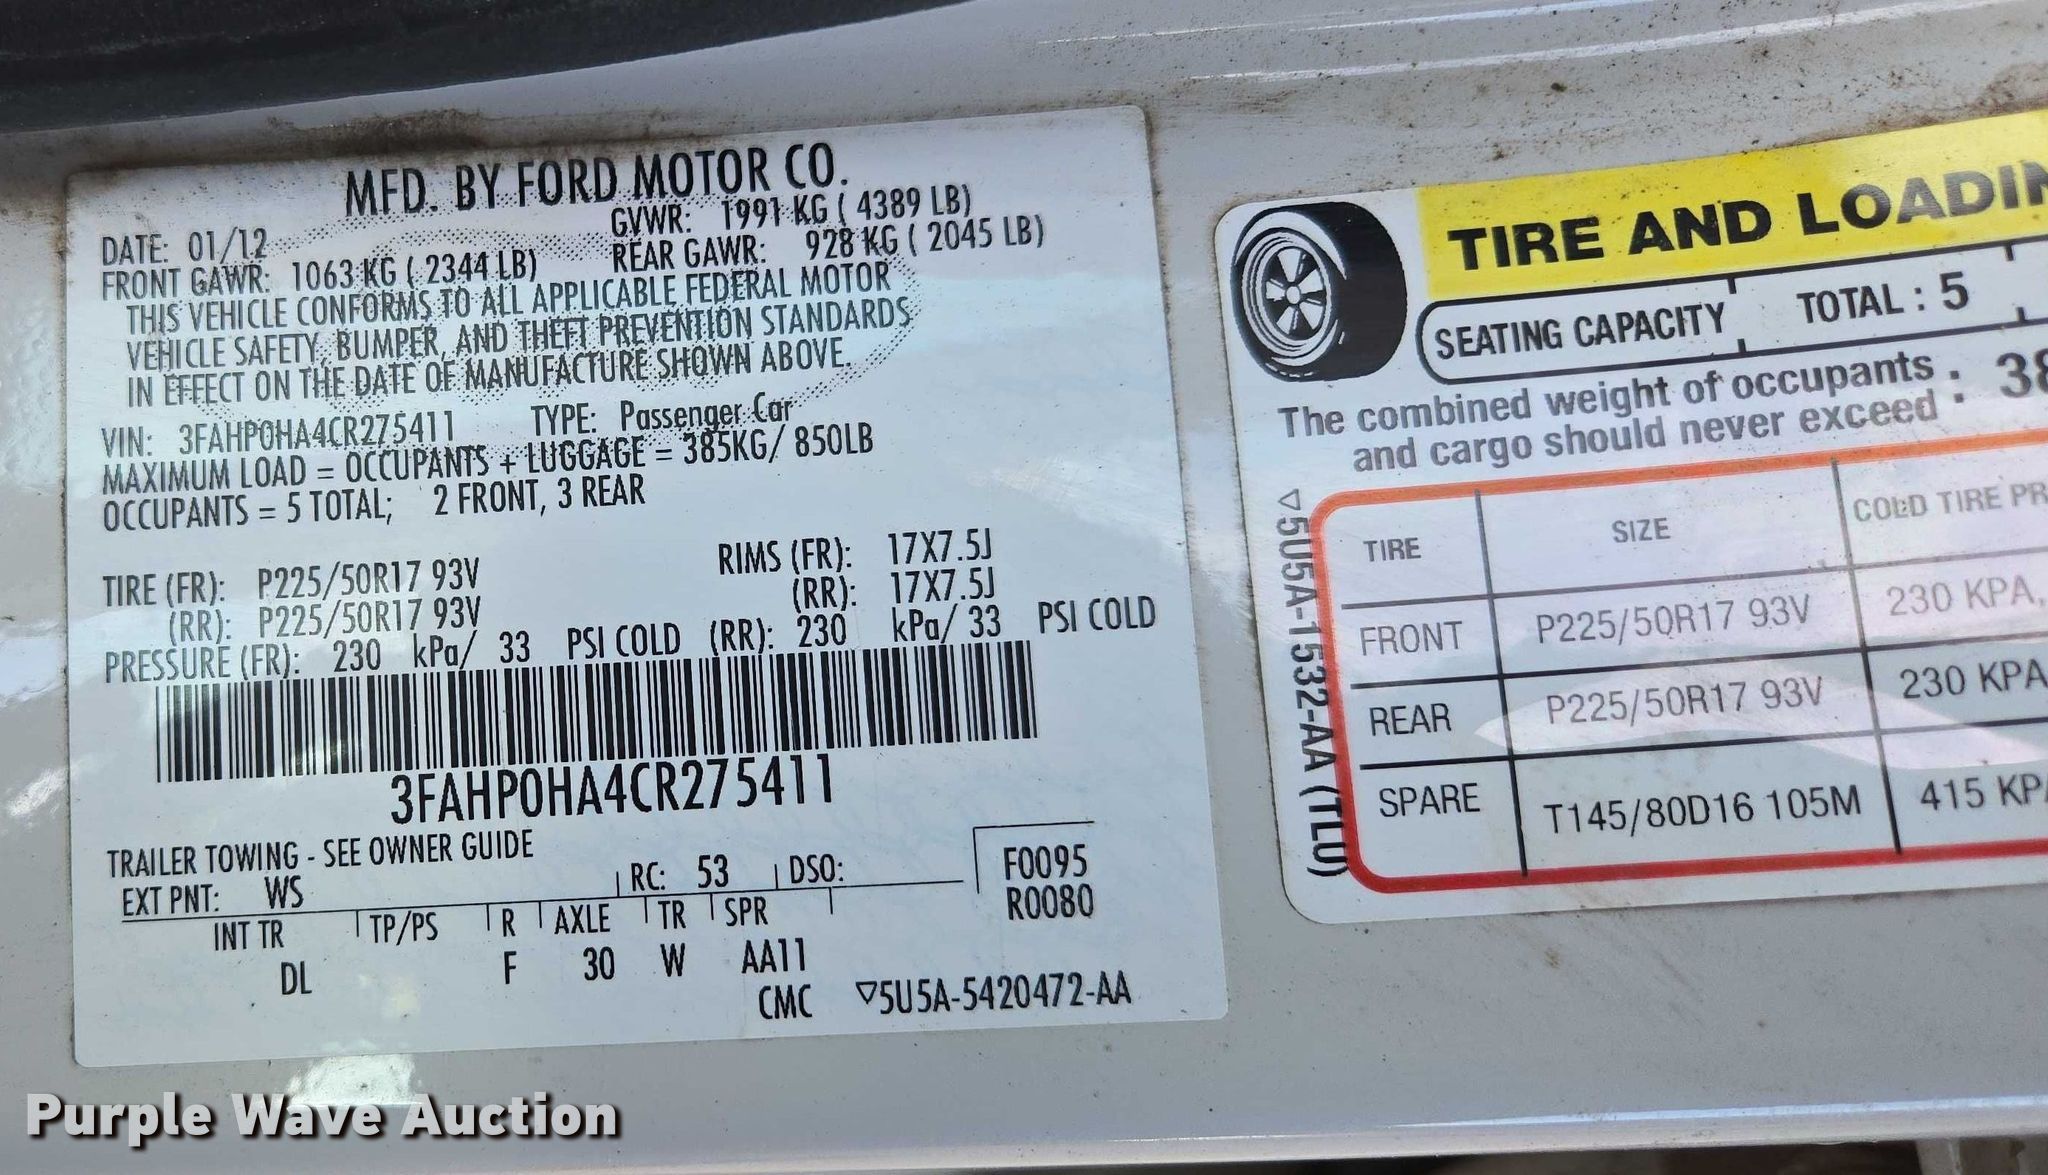 MFD. BY FORD MOTOR CO.
DATE: 01/12 GVWR: 1991 KG ( 4389 LB)
FRONT GAWR: 1063 KG ( 2344 LB) REAR GAWR: 928 KG ( 2045 LB)
THIS VEHICLE CONFORMS TO ALL APPLICABLE FEDERAL MOTOR
VEHICLE SAFETY, BUMPER, AND THEFT PREVENTION STANDARDS
IN EFFECT ON THE DATE OF MANUFACTURE SHOWN ABOVE.
VIN: 3FAHP0HA4CR275411 TYPE: Passenger Car
MAXIMUM LOAD = OCCUPANTS + LUGGAGE = 385KG/ 850LB
OCCUPANTS = 5 TOTAL; 2 FRONT, 3 REAR
TIRE (FR): P225/50R17 93V RIMS (FR): 17X7.5J
(RR): P225/50R17 93V (RR): 17X7.5J
PRESSURE (FR): 230 kPa/ 33 PSI COLD (RR): 230 kPa/ 33 PSI COLD
3FAHP0HA4CR275411
TRAILER TOWING - SEE OWNER GUIDE
EXT PNT: WS RC: 53 DSO: F0095
R0080
INT TR TP/PS R AXLE TR SPR
DL F 30 W AA11
CMC ▽5U5A-5420472-AA
TIRE AND LOADIN
SEATING CAPACITY TOTAL : 5
The combined weight of occupants
and cargo should never exceed : 38
▽5U5A-1532-AA (TLU)
TIRE SIZE COLD TIRE PR
FRONT P225/50R17 93V 230 KPA,
REAR P225/50R17 93V 230 KPA
SPARE T145/80D16 105M 415 KPA
Purple Wave Auction